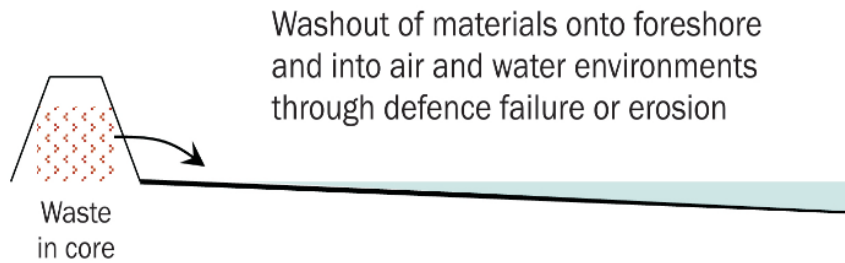 Washout of materials onto foreshore
and into air and water environments
through defence failure or erosion
Waste
in core